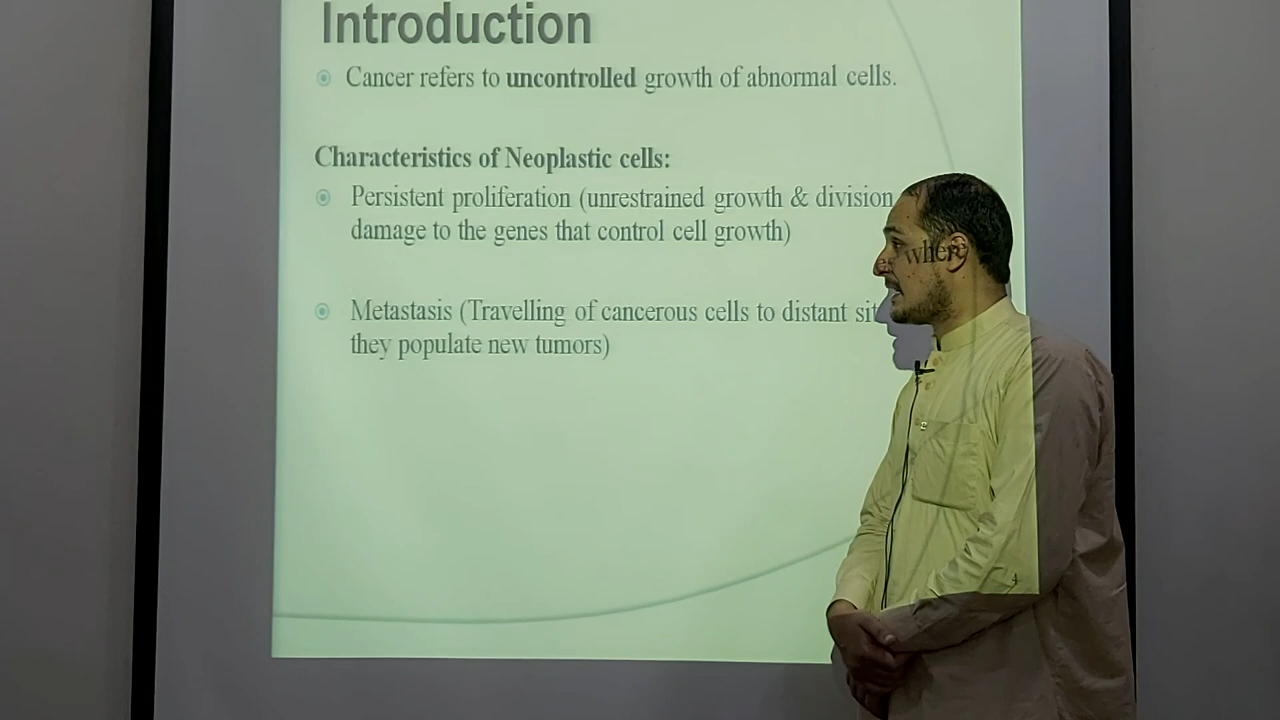 Introduction
Cancer refers to uncontrolled growth of abnormal cells.
Characteristics of Neoplastic cells:
Persistent proliferation (unrestrained growth & division
damage to the genes that control cell growth)
Metastasis (Travelling of cancerous cells to distant sit where
they populate new tumors)